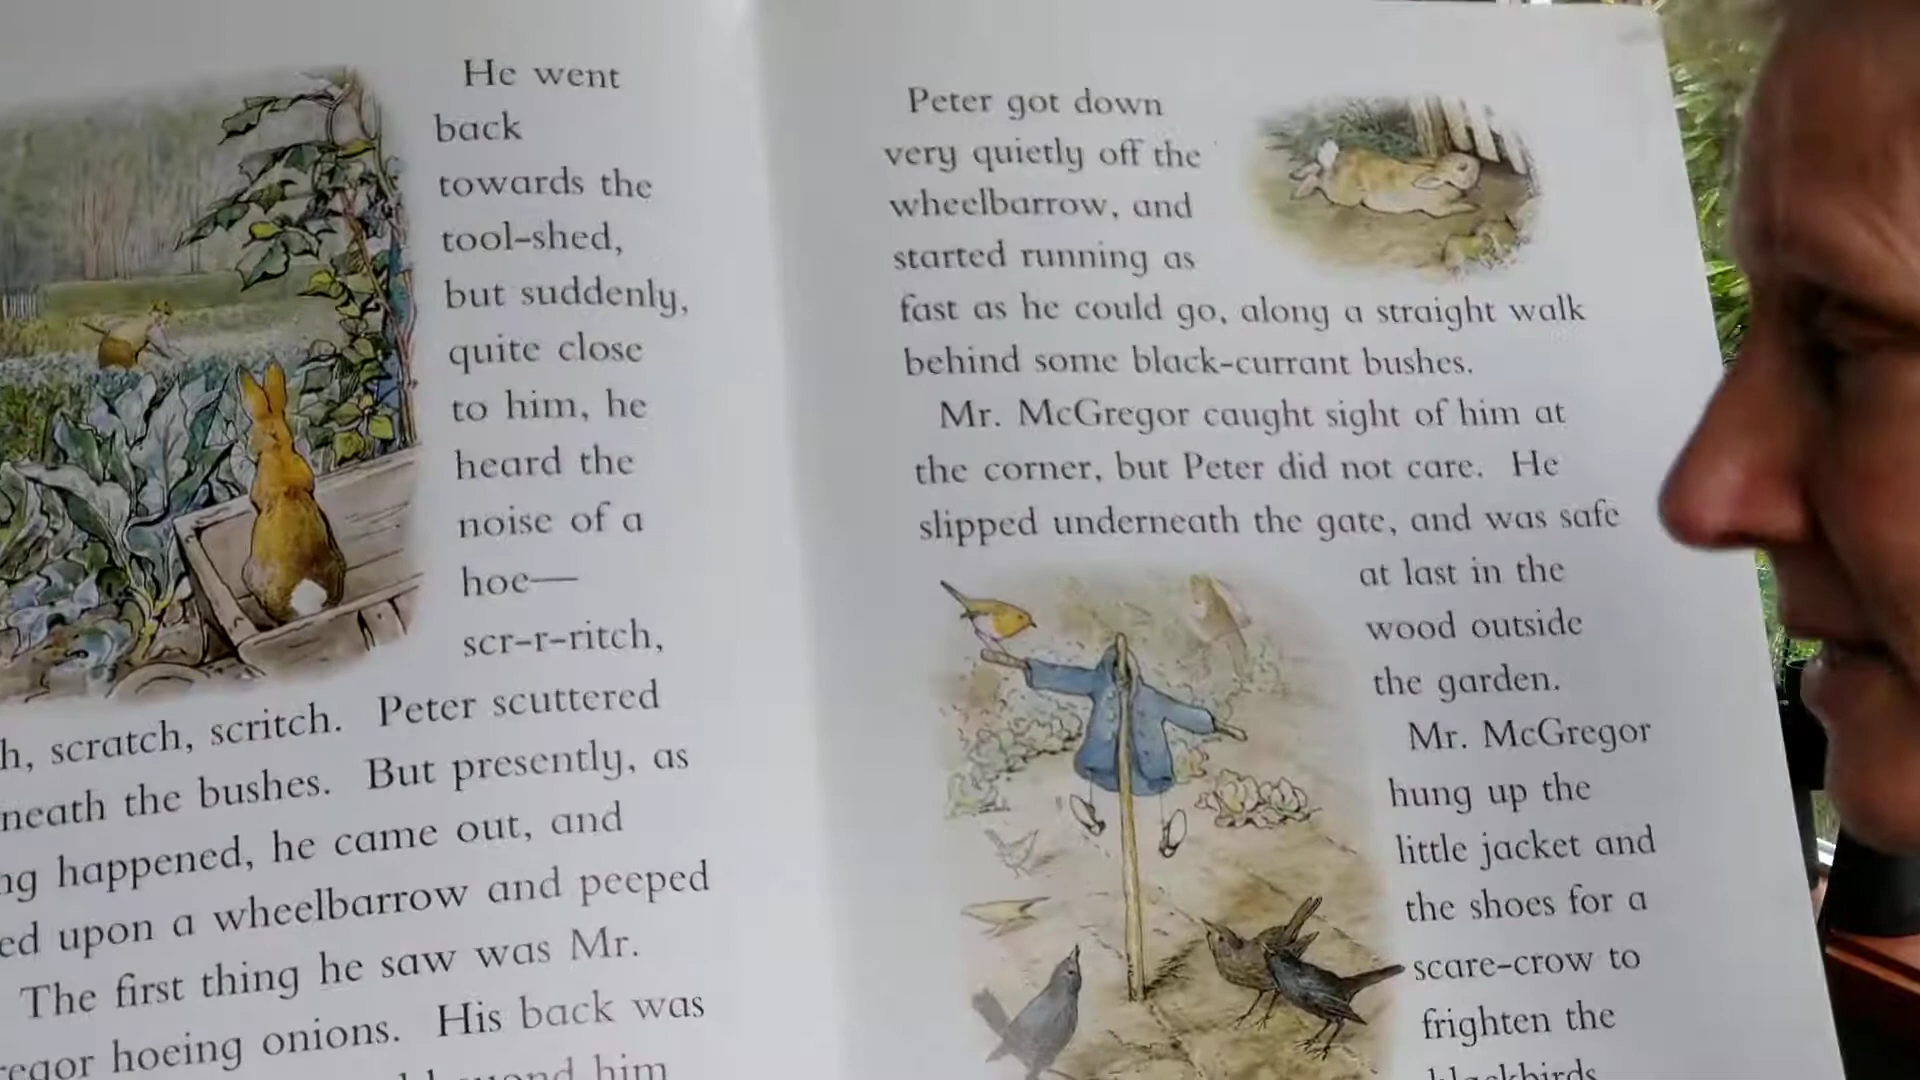 He went
back
towards the
tool-shed,
but suddenly,
quite close
to him, he
heard the
noise of a
hoe—
scr-r-ritch,
scratch, scritch. Peter scuttered
the bushes. But presently, as
happened, he came out, and
upon a wheelbarrow and peeped
The first thing he saw was Mr.
hoeing onions. His back was
him
Peter got down
very quietly off the
wheelbarrow, and
started running as
fast as he could go, along a straight walk
behind some black-currant bushes.
Mr. McGregor caught sight of him at
the corner, but Peter did not care. He
slipped underneath the gate, and was safe
at last in the
wood outside
the garden.
Mr. McGregor
hung up the
little jacket and
the shoes for a
scare-crow to
frighten the
blackbirds.